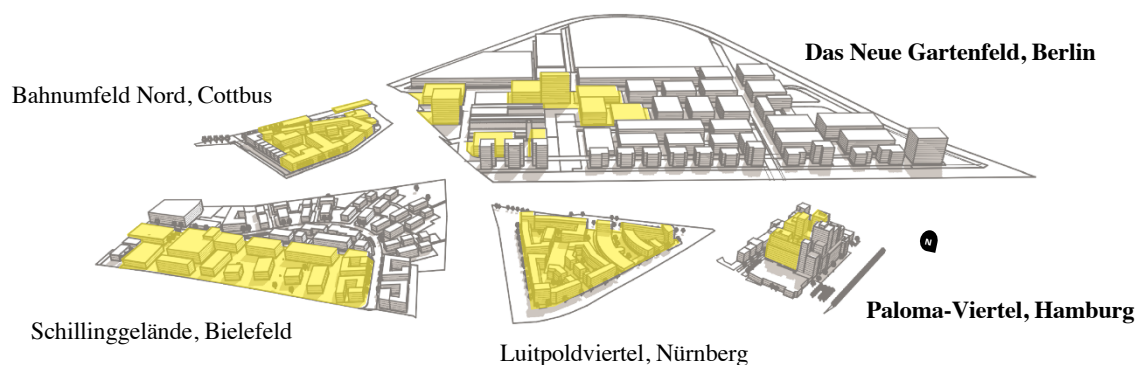 Das Neue Gartenfeld, Berlin
Bahnumfeld Nord, Cottbus
N
Paloma-Viertel, Hamburg
Schillinggelände, Bielefeld
Luitpoldviertel, Nürnberg